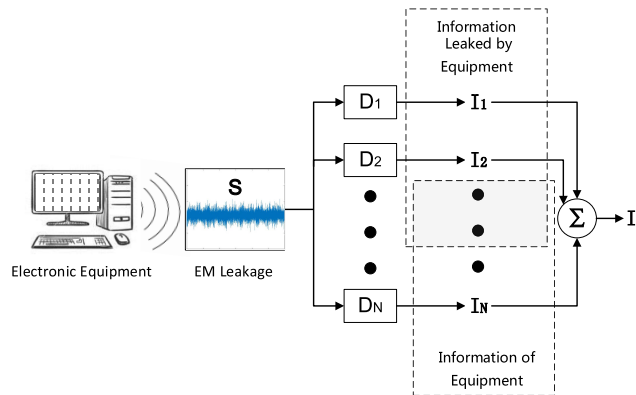 Information
Leaked by
Equipment
D1
I1
D2
I2
S
Σ
I
Electronic Equipment
EM Leakage
DN
IN
Information of
Equipment